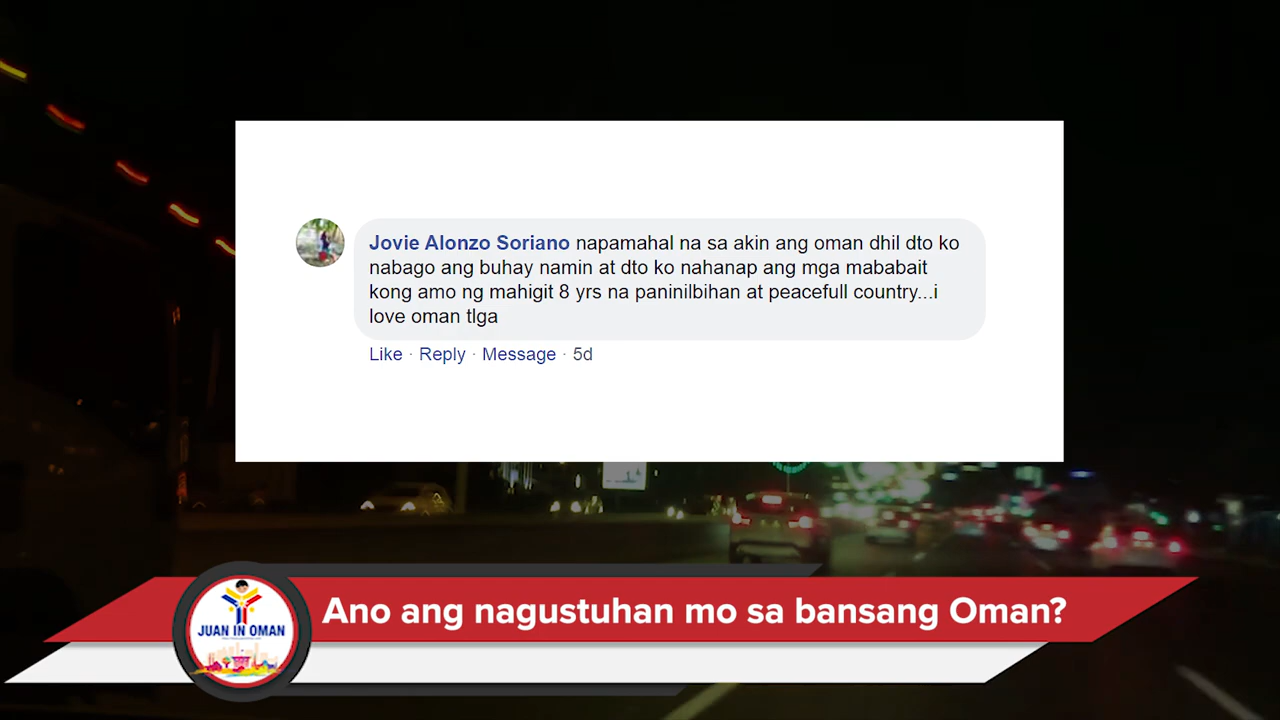 Jovie Alonzo Soriano napamahal na sa akin ang oman dhil dto ko
nabago ang buhay namin at dto ko nahanap ang mga mababait
kong amo ng mahigit 8 yrs na paninilbihan at peacefull country...i
love oman tlga
Like · Reply · Message · 5d
Ano ang nagustuhan mo sa bansang Oman?
JUAN IN OMAN